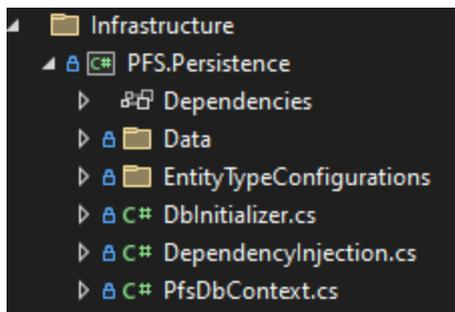 Infrastructure
C# PFS.Persistence
Dependencies
Data
EntityTypeConfigurations
C# DbInitializer.cs
C# DependencyInjection.cs
C# PfsDbContext.cs